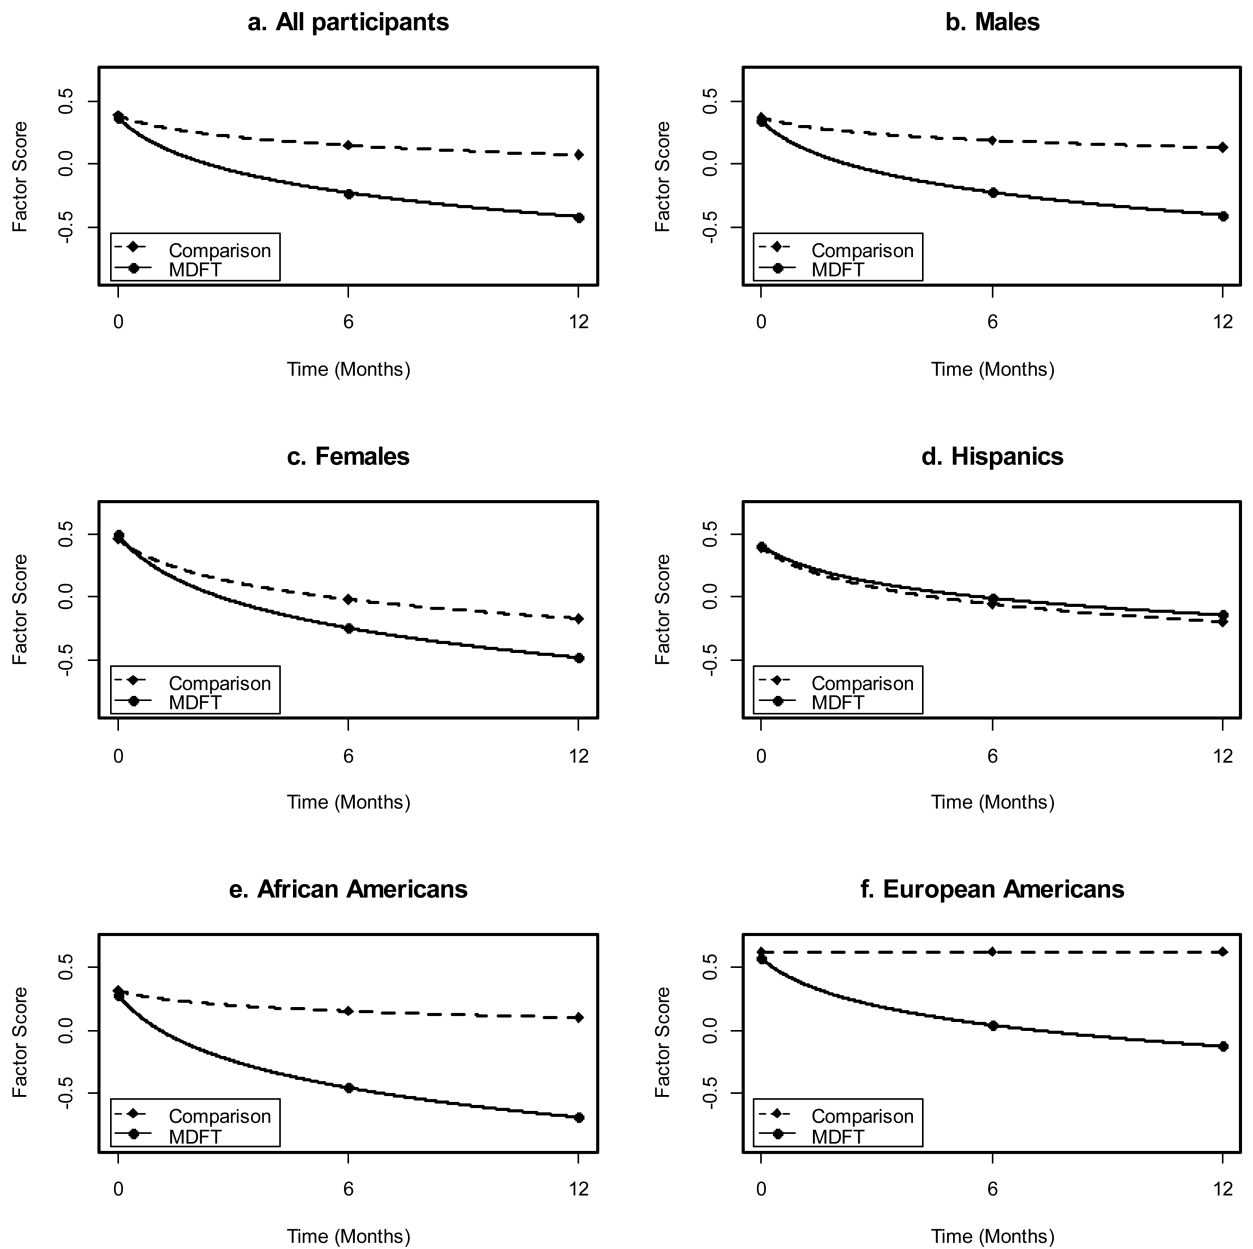 a. All participants
Factor Score
0.5
0.0
-0.5
Comparison
MDFT
0 6 12
Time (Months)
b. Males
Factor Score
0.5
0.0
-0.5
Comparison
MDFT
0 6 12
Time (Months)
c. Females
Factor Score
0.5
0.0
-0.5
Comparison
MDFT
0 6 12
Time (Months)
d. Hispanics
Factor Score
0.5
0.0
-0.5
Comparison
MDFT
0 6 12
Time (Months)
e. African Americans
Factor Score
0.5
0.0
-0.5
Comparison
MDFT
0 6 12
Time (Months)
f. European Americans
Factor Score
0.5
0.0
-0.5
Comparison
MDFT
0 6 12
Time (Months)